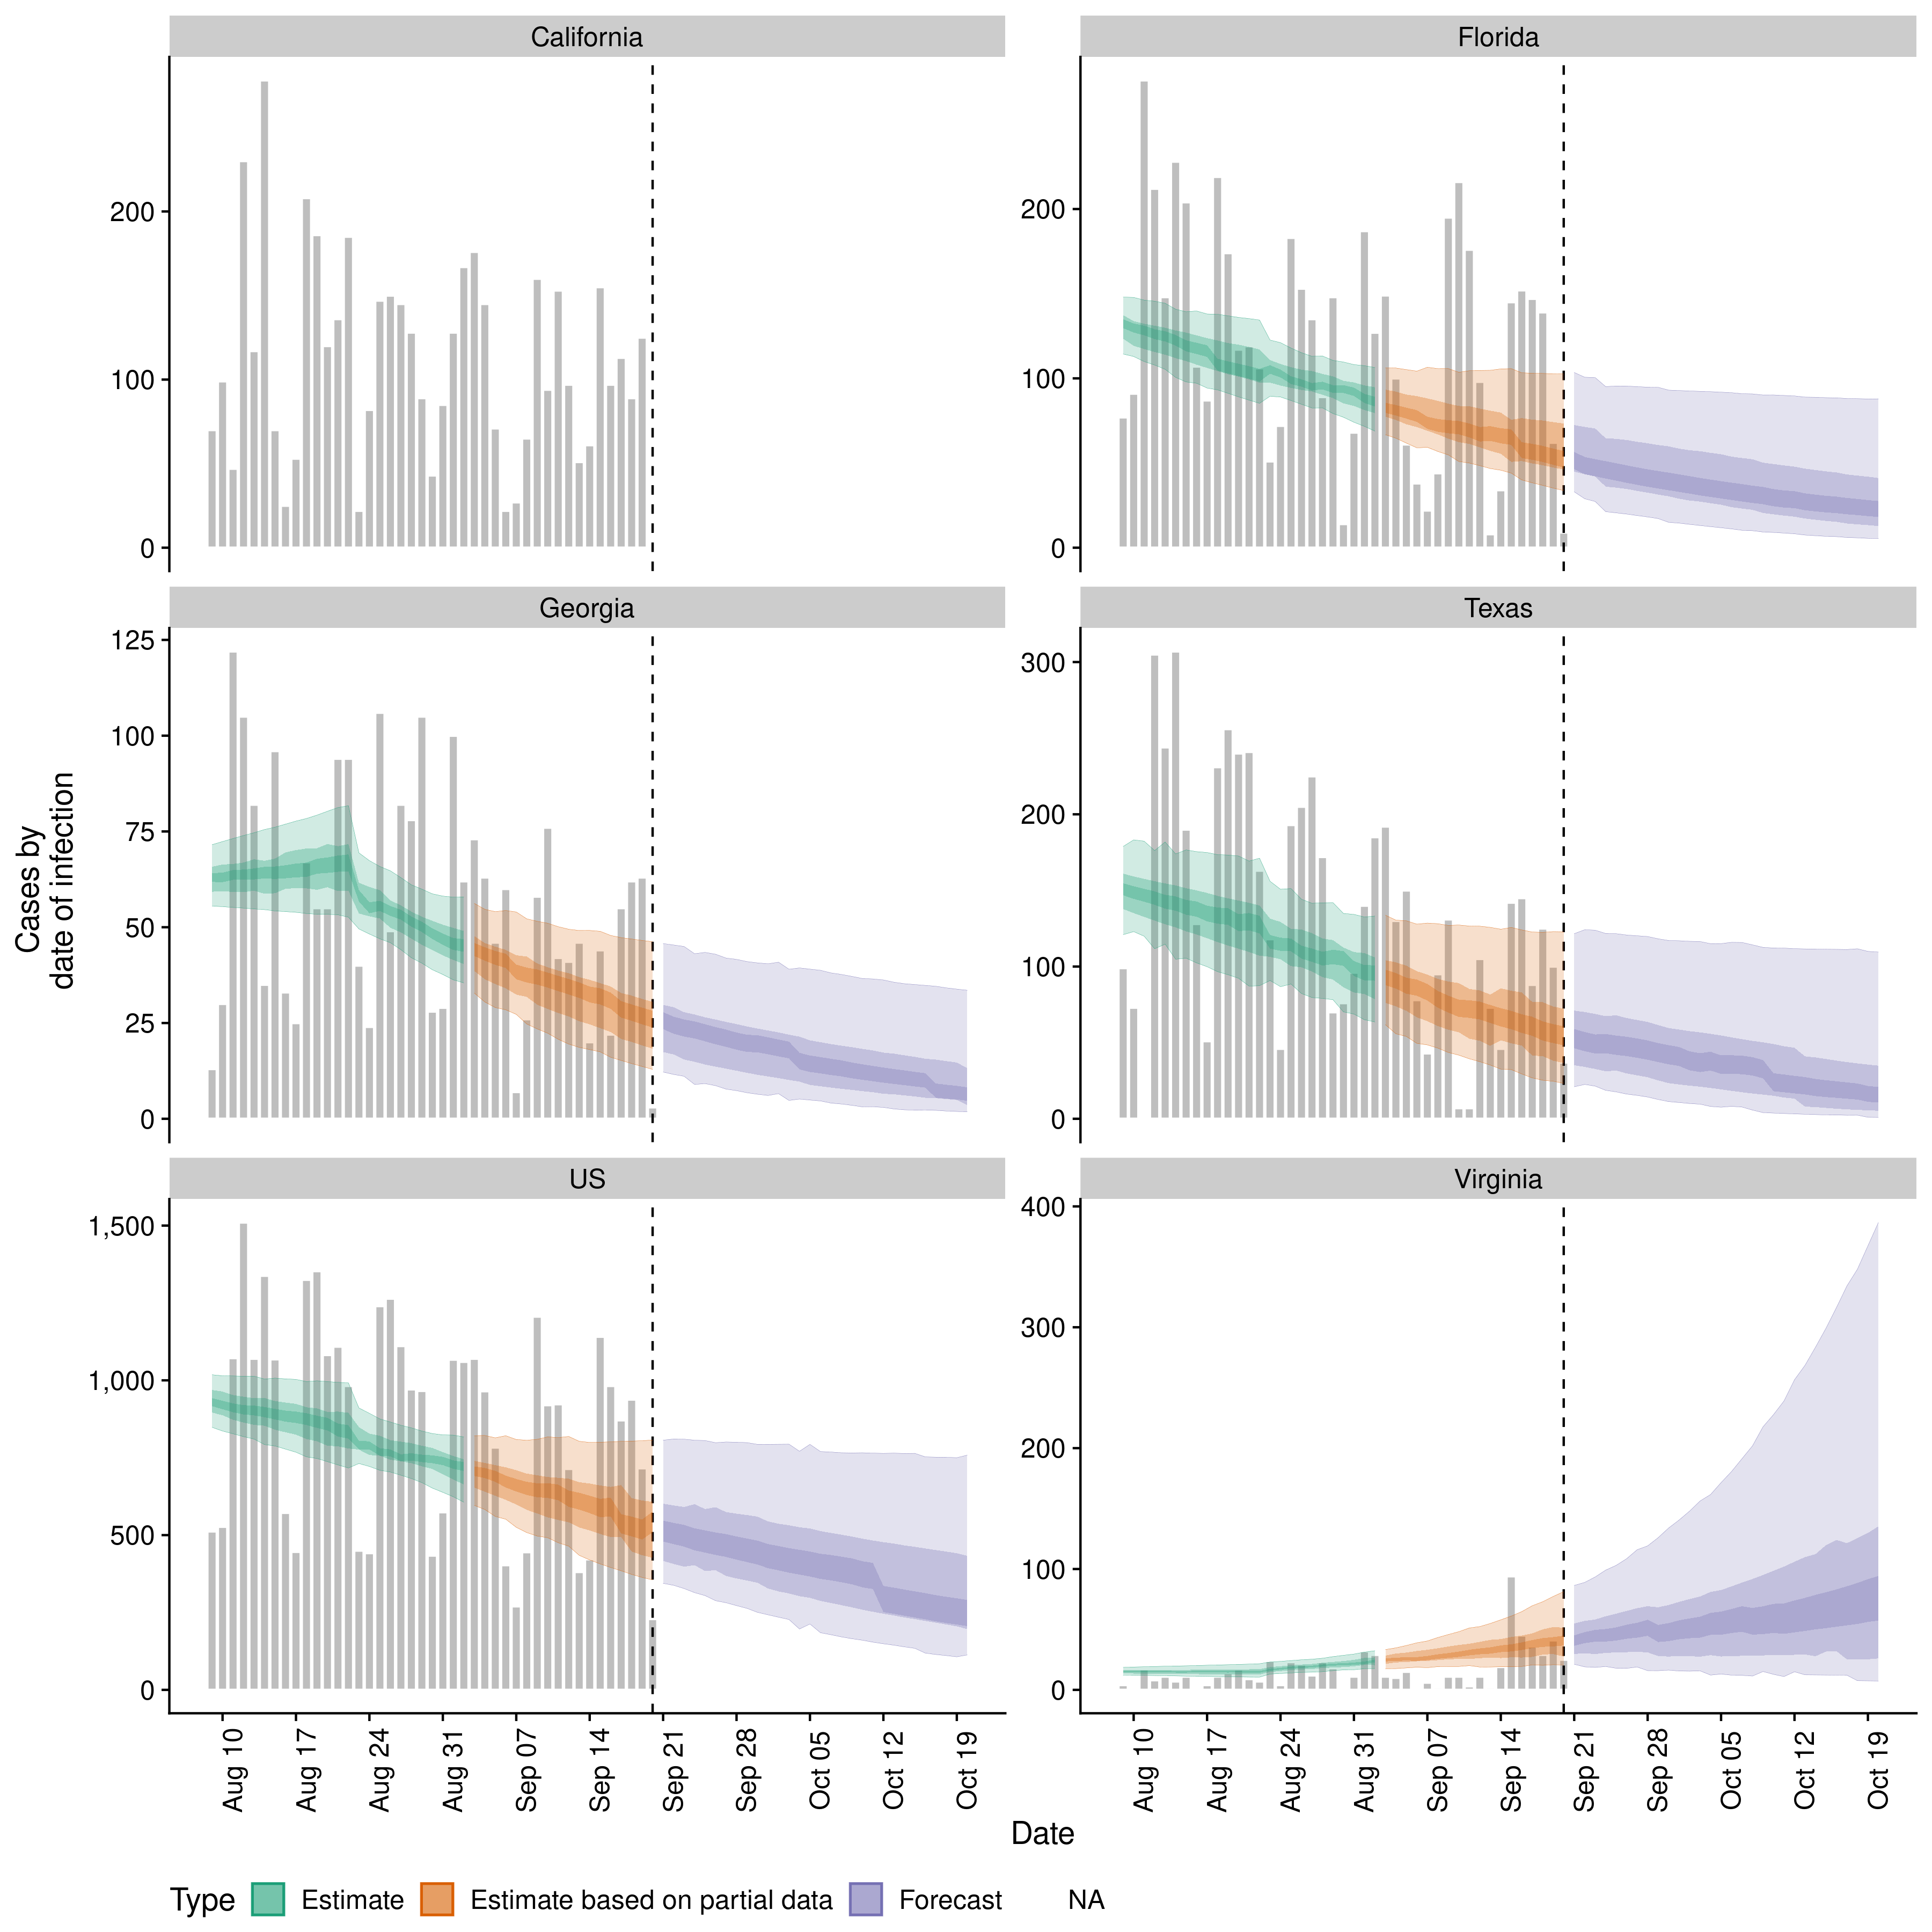 California
Florida
200
100
0
200
100
0
Georgia
Texas
125
100
75
50
25
0
300
200
100
0
US
Virginia
1,500
1,000
500
0
400
300
200
100
0
Cases by
date of infection
Aug 10
Aug 17
Aug 24
Aug 31
Sep 07
Sep 14
Sep 21
Sep 28
Oct 05
Oct 12
Oct 19
Aug 10
Aug 17
Aug 24
Aug 31
Sep 07
Sep 14
Sep 21
Sep 28
Oct 05
Oct 12
Oct 19
Date
Type Estimate Estimate based on partial data Forecast NA